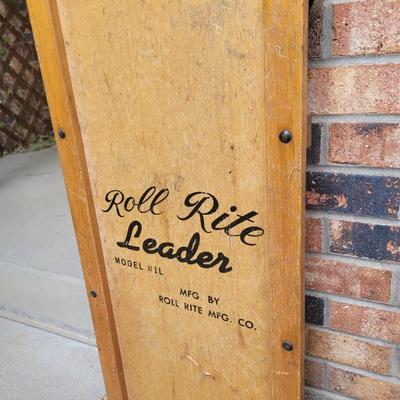 Roll Rite
Leader
MODEL #1L
MFG. BY
ROLL RITE MFG. CO.